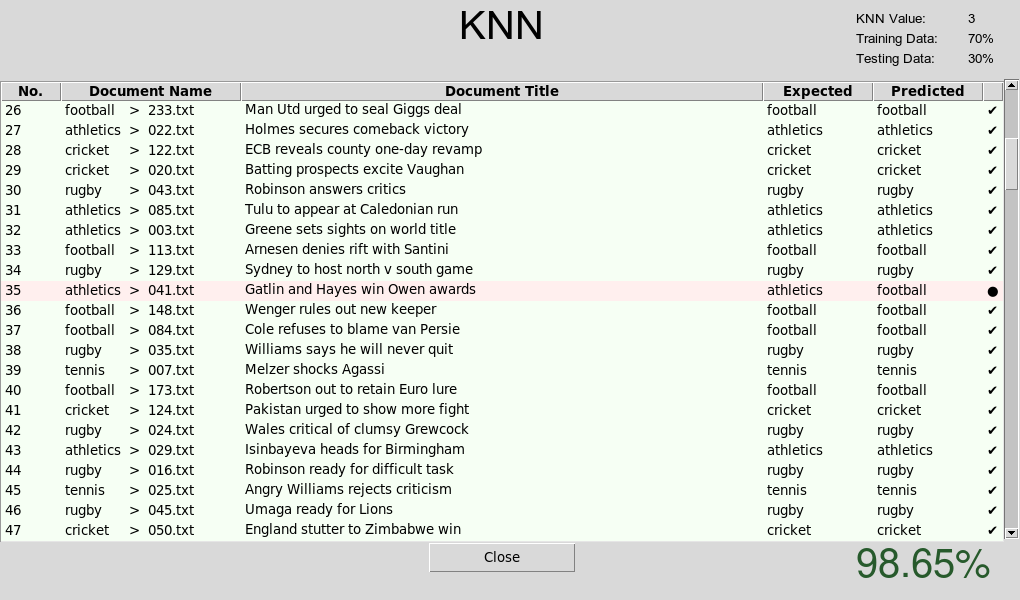 KNN
KNN Value: 3
Training Data: 70%
Testing Data: 30%
No. Document Name Document Title Expected Predicted
26 football > 233.txt Man Utd urged to seal Giggs deal football football ✔
27 athletics > 022.txt Holmes secures comeback victory athletics athletics ✔
28 cricket > 122.txt ECB reveals county one-day revamp cricket cricket ✔
29 cricket > 020.txt Batting prospects excite Vaughan cricket cricket ✔
30 rugby > 043.txt Robinson answers critics rugby rugby ✔
31 athletics > 085.txt Tulu to appear at Caledonian run athletics athletics ✔
32 athletics > 003.txt Greene sets sights on world title athletics athletics ✔
33 football > 113.txt Arnesen denies rift with Santini football football ✔
34 rugby > 129.txt Sydney to host north v south game rugby rugby ✔
35 athletics > 041.txt Gatlin and Hayes win Owen awards athletics football ●
36 football > 148.txt Wenger rules out new keeper football football ✔
37 football > 084.txt Cole refuses to blame van Persie football football ✔
38 rugby > 035.txt Williams says he will never quit rugby rugby ✔
39 tennis > 007.txt Melzer shocks Agassi tennis tennis ✔
40 football > 173.txt Robertson out to retain Euro lure football football ✔
41 cricket > 124.txt Pakistan urged to show more fight cricket cricket ✔
42 rugby > 024.txt Wales critical of clumsy Grewcock rugby rugby ✔
43 athletics > 029.txt Isinbayeva heads for Birmingham athletics athletics ✔
44 rugby > 016.txt Robinson ready for difficult task rugby rugby ✔
45 tennis > 025.txt Angry Williams rejects criticism tennis tennis ✔
46 rugby > 045.txt Umaga ready for Lions rugby rugby ✔
47 cricket > 050.txt England stutter to Zimbabwe win cricket cricket ✔
Close
98.65%